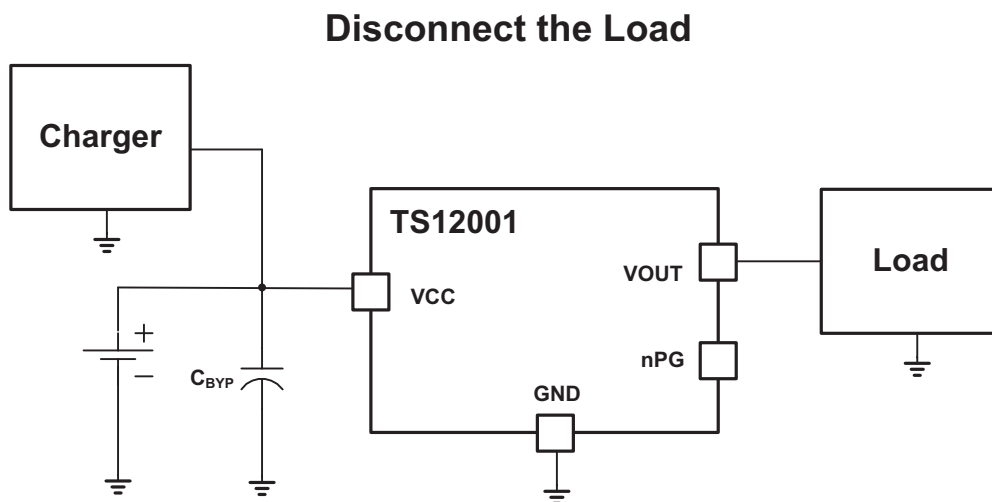 Disconnect the Load
Charger
TS12001
VOUT
Load
VCC
+
−
CBYP
nPG
GND